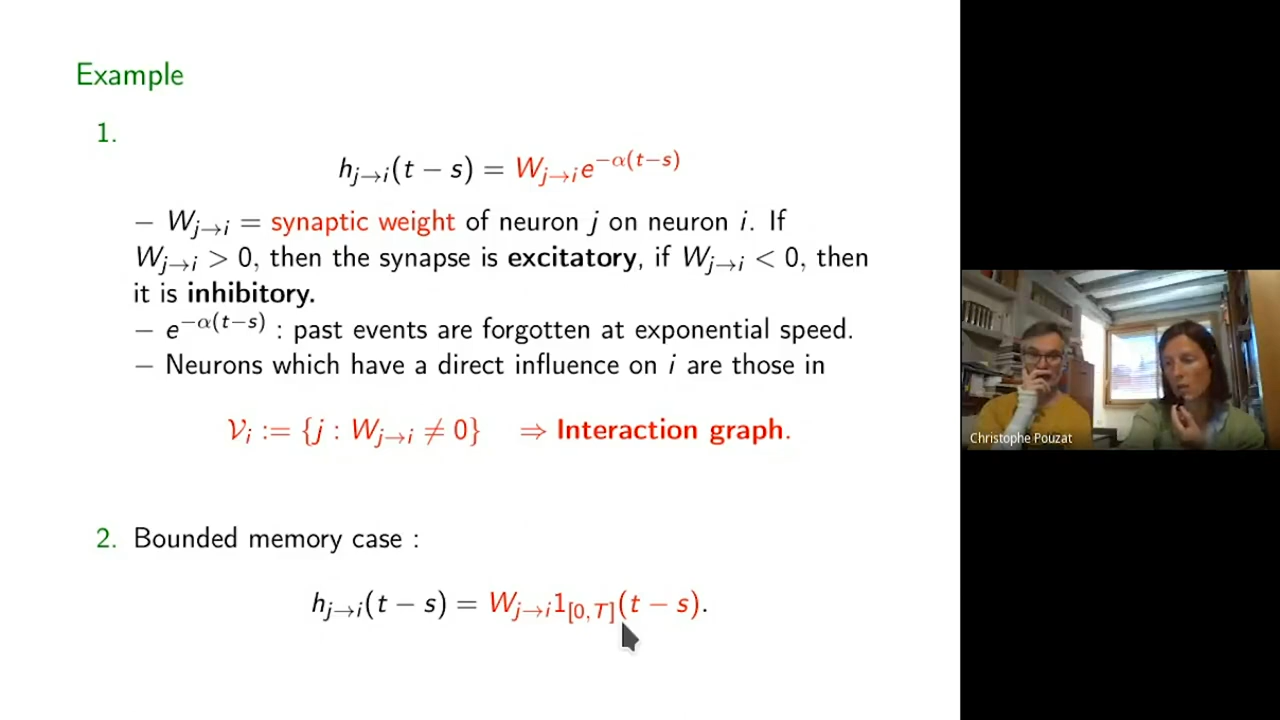 Example
1.
h_{j→i}(t − s) = W_{j→i}e^{−α(t−s)}
− W_{j→i} = synaptic weight of neuron j on neuron i. If
W_{j→i} > 0, then the synapse is excitatory, if W_{j→i} < 0, then
it is inhibitory.
− e^{−α(t−s)} : past events are forgotten at exponential speed.
− Neurons which have a direct influence on i are those in
𝒱_i := {j : W_{j→i} ≠ 0} ⇒ Interaction graph.
2. Bounded memory case :
h_{j→i}(t − s) = W_{j→i}1_{[0,T]}(t − s).
Christophe Pouzat